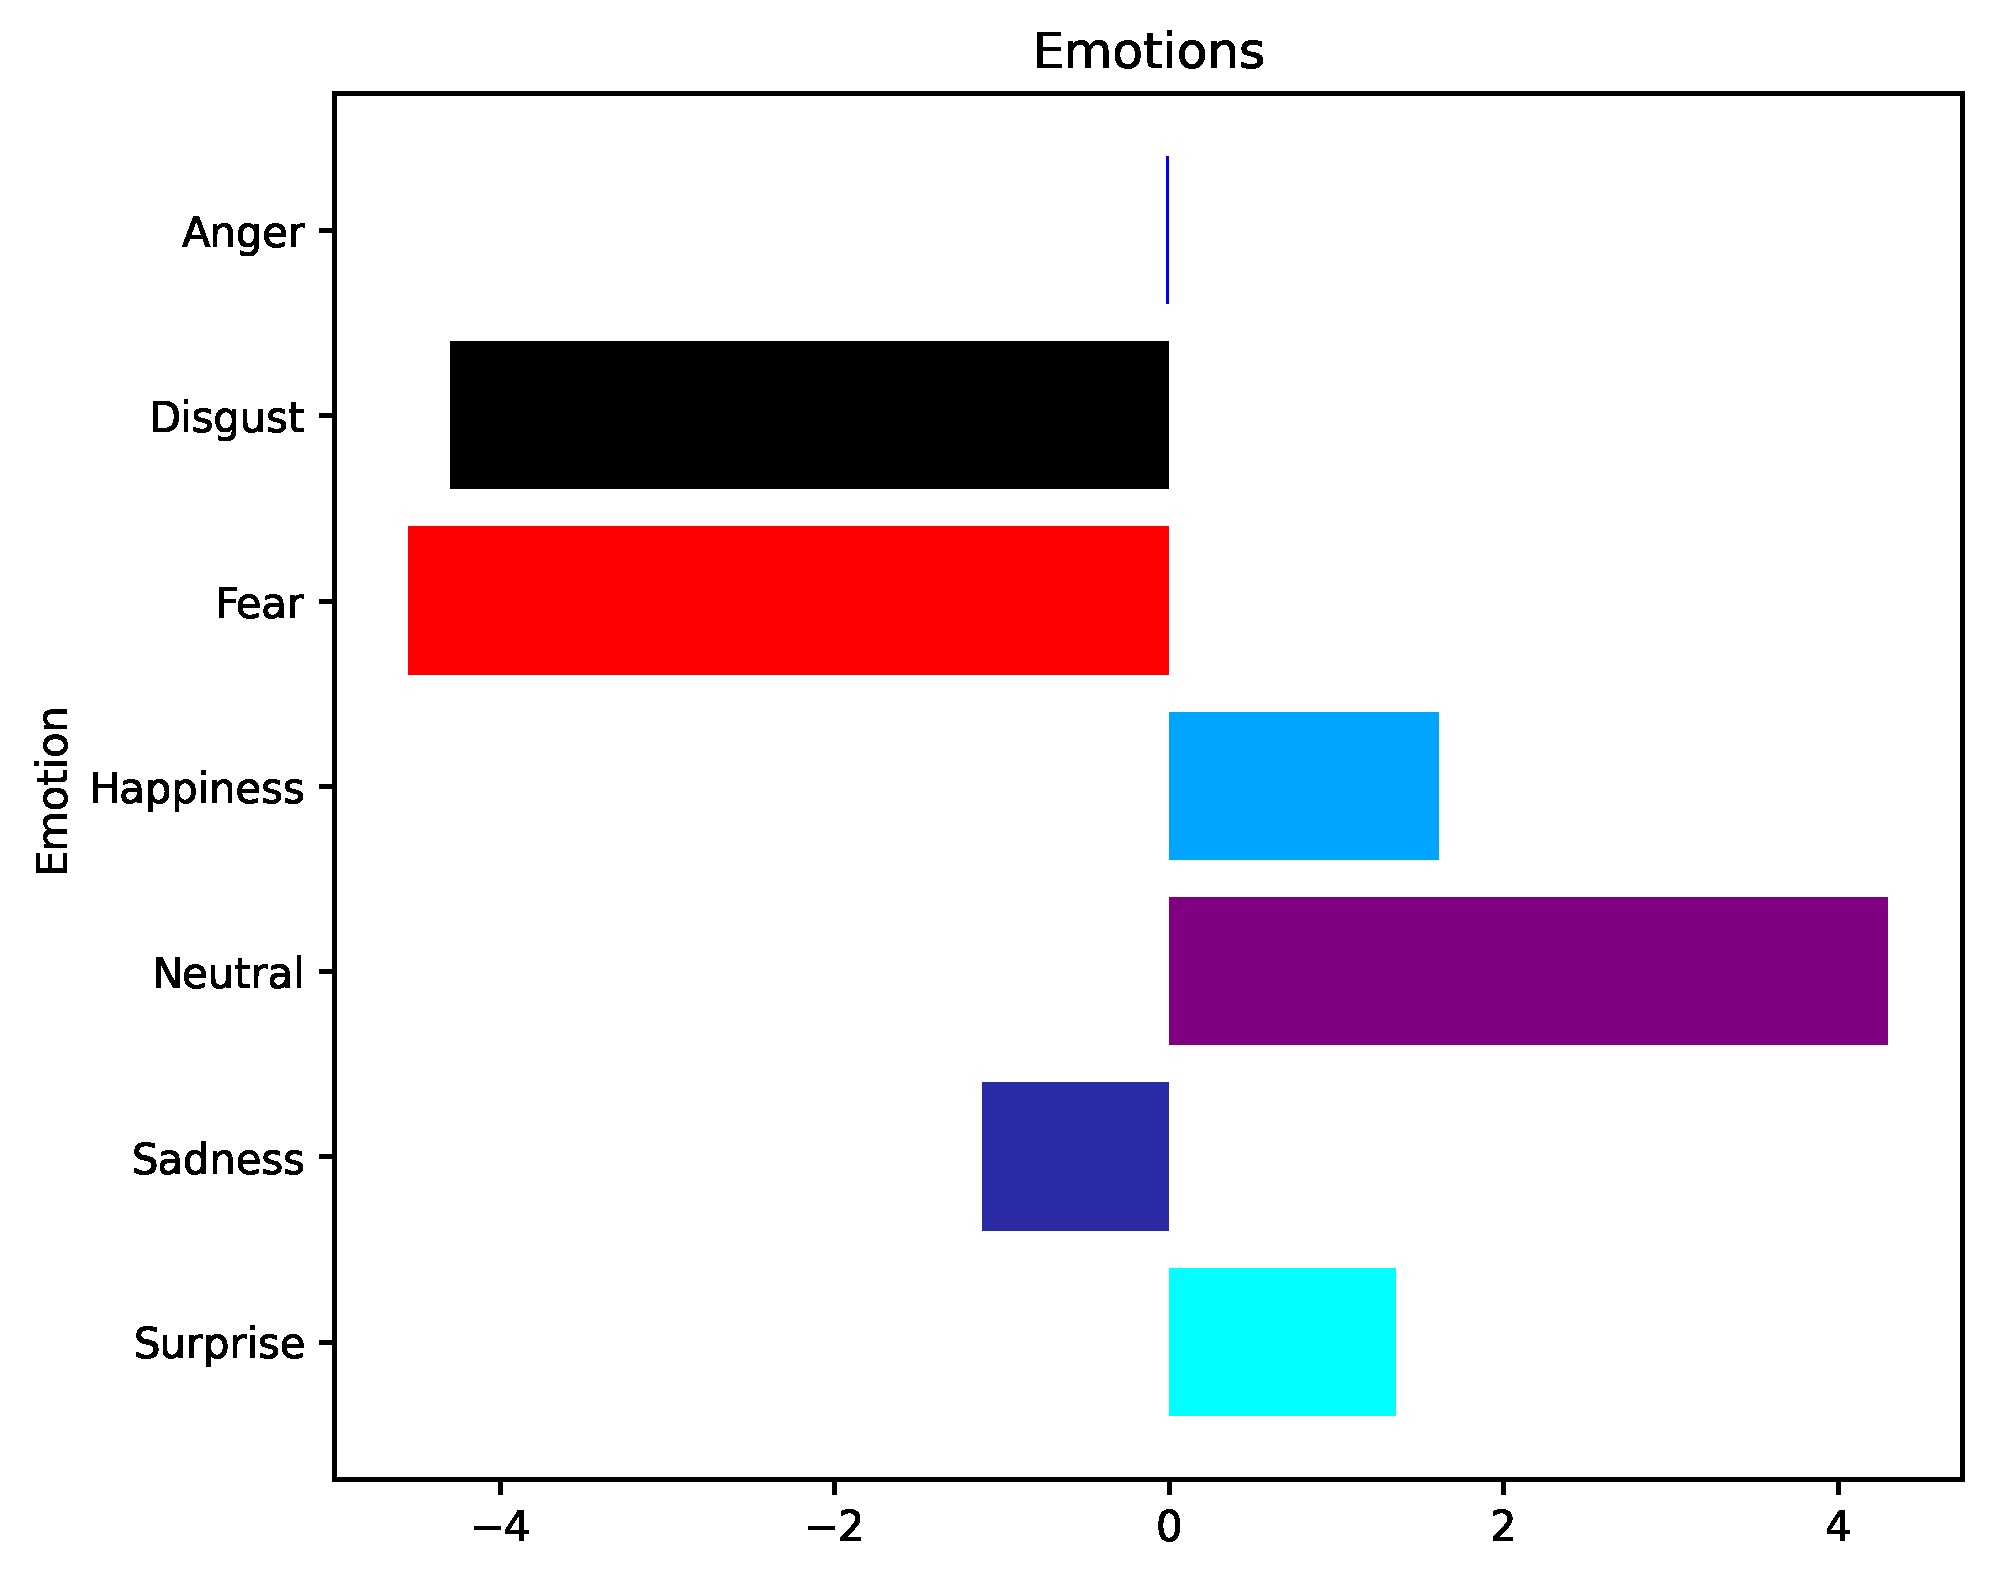 Emotions
Anger
Disgust
Fear
Happiness
Neutral
Sadness
Surprise
Emotion
−4 −2 0 2 4